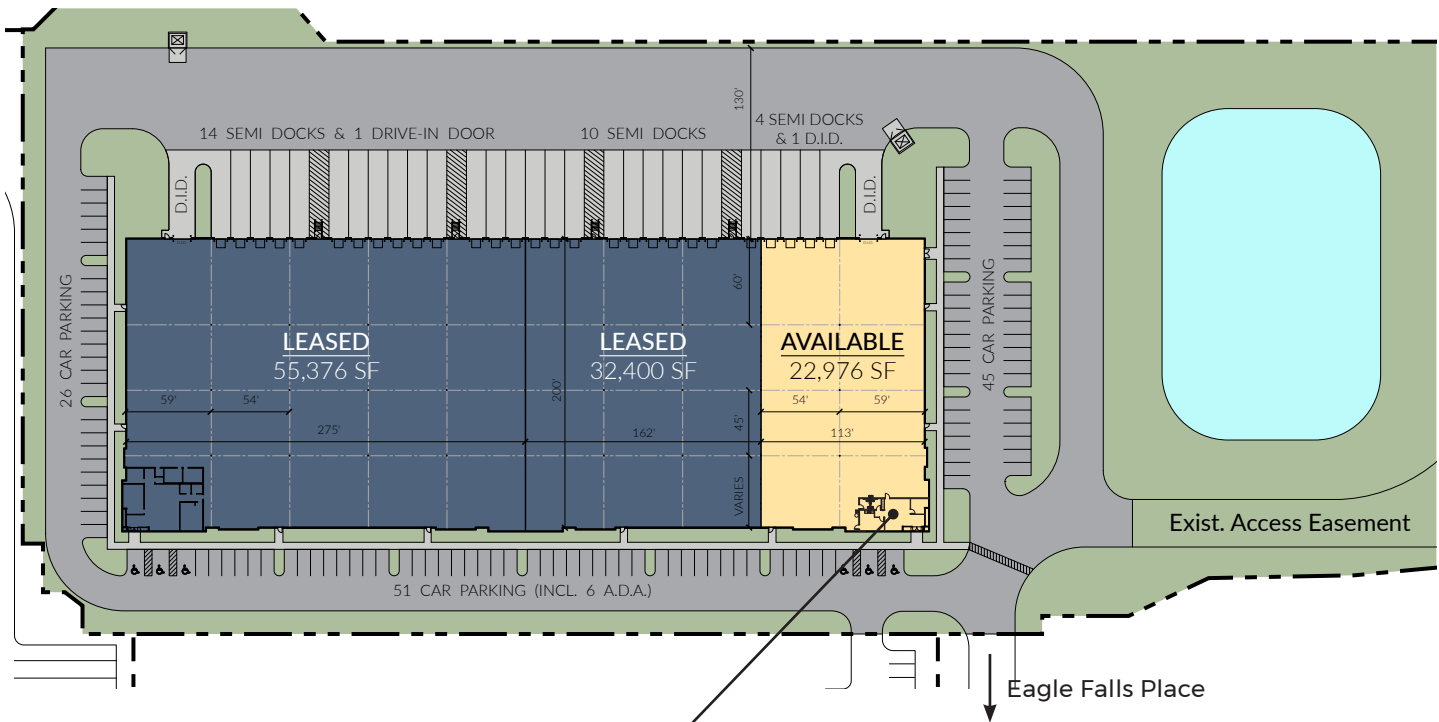 130'
14 SEMI DOCKS & 1 DRIVE-IN DOOR
10 SEMI DOCKS
4 SEMI DOCKS
& 1 D.I.D.
D.I.D.
D.I.D.
26 CAR PARKING
45 CAR PARKING
60'
LEASED
55,376 SF
LEASED
32,400 SF
AVAILABLE
22,976 SF
200'
59'
54'
54'
59'
45'
275'
162'
113'
VARIES
Exist. Access Easement
51 CAR PARKING (INCL. 6 A.D.A.)
Eagle Falls Place